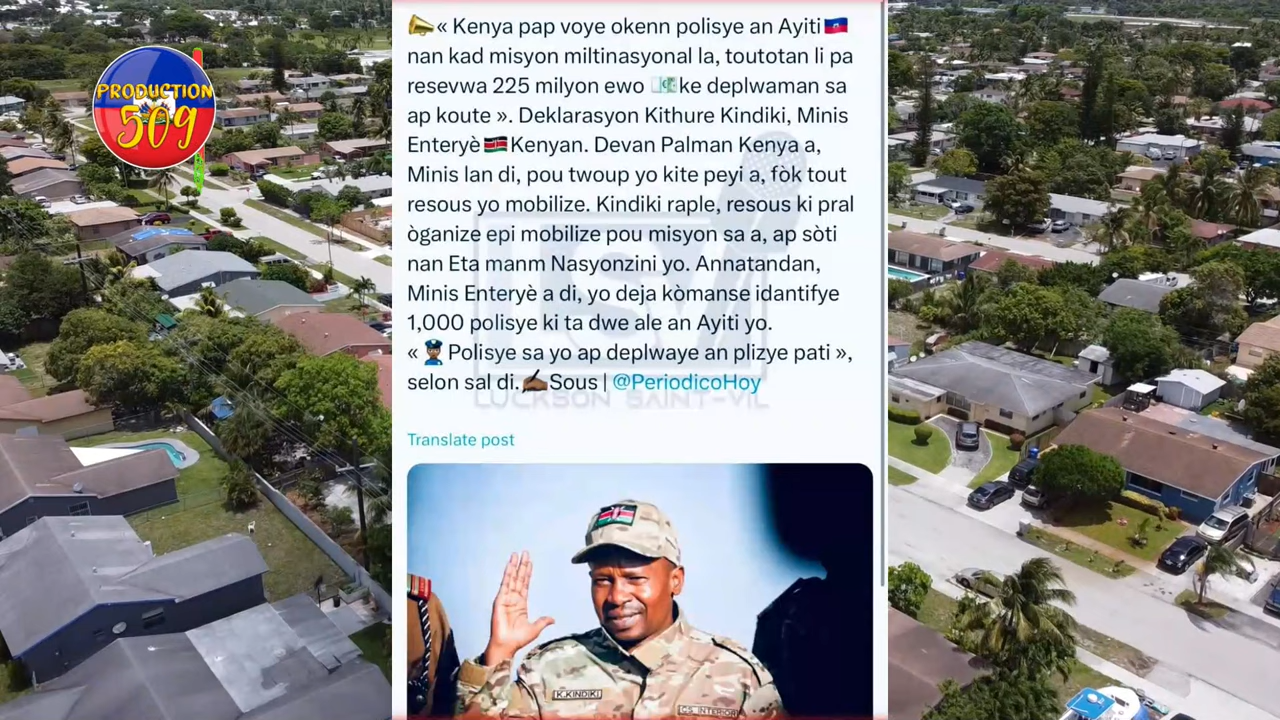 PRODUCTION
509
📣« Kenya pap voye okenn polisye an Ayiti🇭🇹
nan kad misyon miltinasyonal la, toutotan li pa
resevwa 225 milyon ewo 💶ke deplwaman sa
ap koute ». Deklarasyon Kithure Kindiki, Minis
Enteryè🇰🇪Kenyan. Devan Palman Kenya a,
Minis lan di, pou twoup yo kite peyi a, fòk tout
resous yo mobilize. Kindiki raple, resous ki pral
òganize epi mobilize pou misyon sa a, ap sòti
nan Eta manm Nasyonzini yo. Annatandan,
Minis Enteryè a di, yo deja kòmanse idantifye
1,000 polisye ki ta dwe ale an Ayiti yo.
« 👮🏾‍♂️Polisye sa yo ap deplwaye an plizye pati »,
selon sal di.✍🏾Sous | @PeriodicoHoy
LUCKSON SAINT-VIL
Translate post
K.KINDIKI
CS INTERIOR